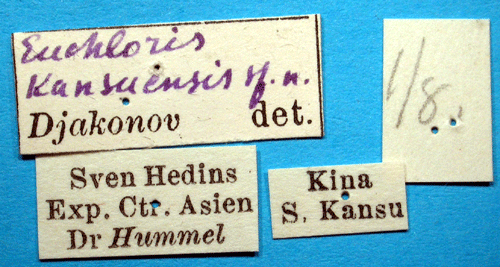 Euchloris
Kansuensis sp. n.
Djakonov det.
Sven Hedins
Exp. Ctr. Asien
Dr Hummel
Kina
S. Kansu
1/8.